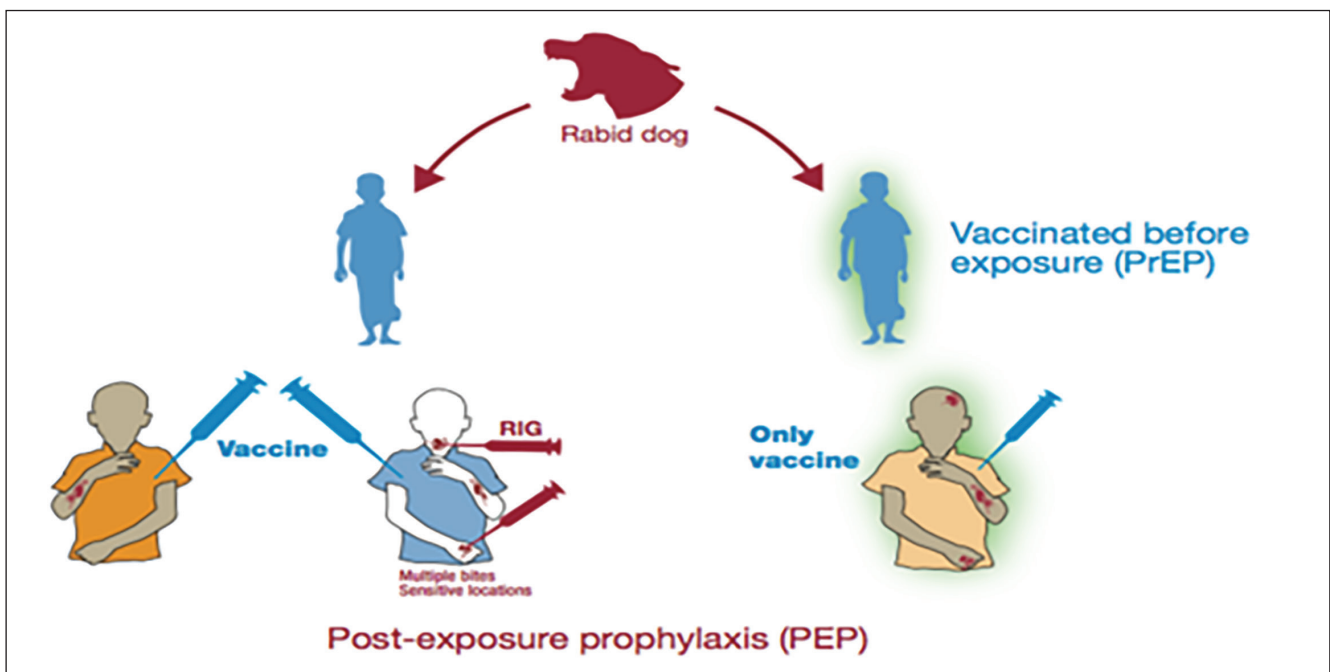 Rabid dog
Vaccinated before
exposure (PrEP)
Vaccine
RIG
Only
vaccine
Multiple bites
Sensitive locations
Post-exposure prophylaxis (PEP)